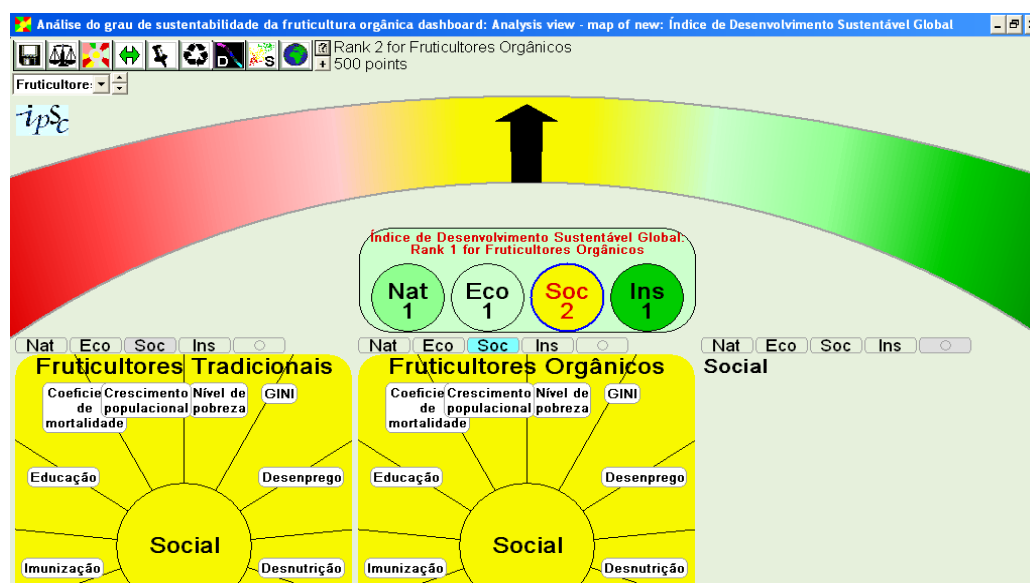 Análise do grau de sustentabilidade da fruticultura orgânica dashboard: Analysis view - map of new: Índice de Desenvolvimento Sustentável Global
D
S
?
+
Rank 2 for Fruticultores Orgânicos
500 points
Fruticultore
ipSc
Índice de Desenvolvimento Sustentável Global:
Rank 1 for Fruticultores Orgânicos
Nat 1
Eco 1
Soc 2
Ins 1
Nat Eco Soc Ins
Fruticultores Tradicionais
Coeficie
de
mortalidade
Crescimento
populacional
Nível de
pobreza
GINI
Educação
Desenprego
Social
Imunização
Desnutrição
Nat Eco Soc Ins
Fruticultores Orgânicos
Coeficie
de
mortalidade
Crescimento
populacional
Nível de
pobreza
GINI
Educação
Desenprego
Social
Imunização
Desnutrição
Nat Eco Soc Ins
Social